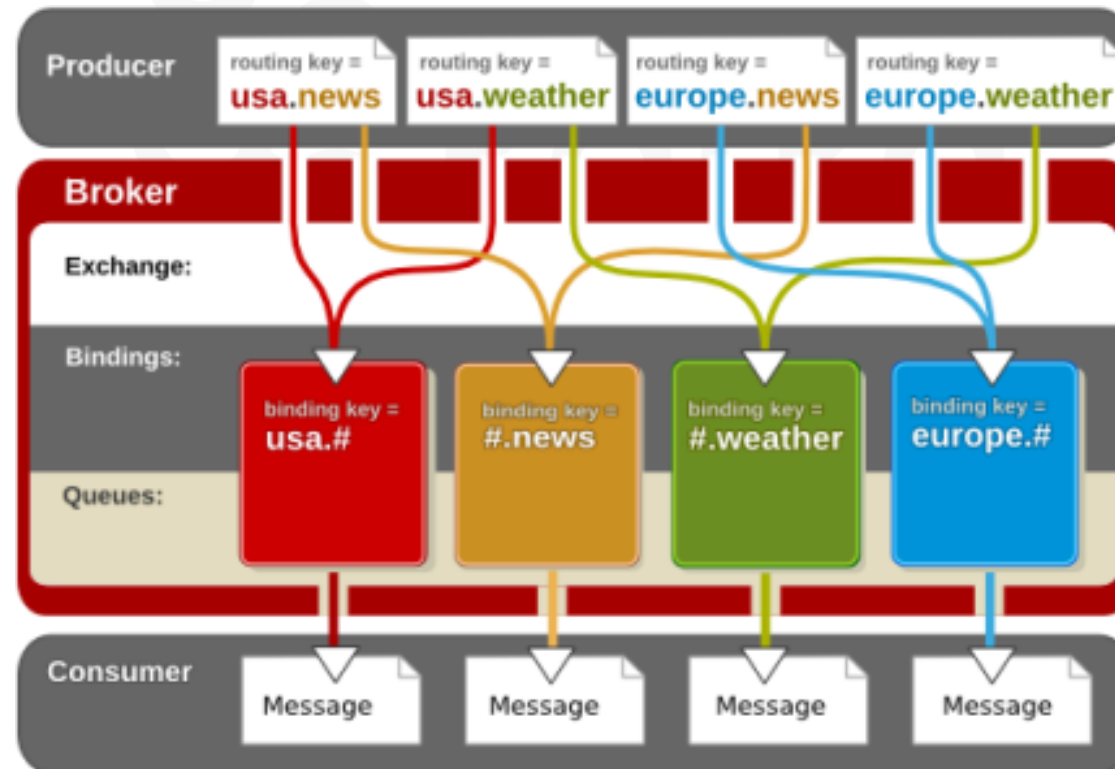 Producer
routing key =
usa.news
routing key =
usa.weather
routing key =
europe.news
routing key =
europe.weather
Broker
Exchange:
Bindings:
binding key =
usa.#
binding key =
#.news
binding key =
#.weather
binding key =
europe.#
Queues:
Consumer
Message
Message
Message
Message